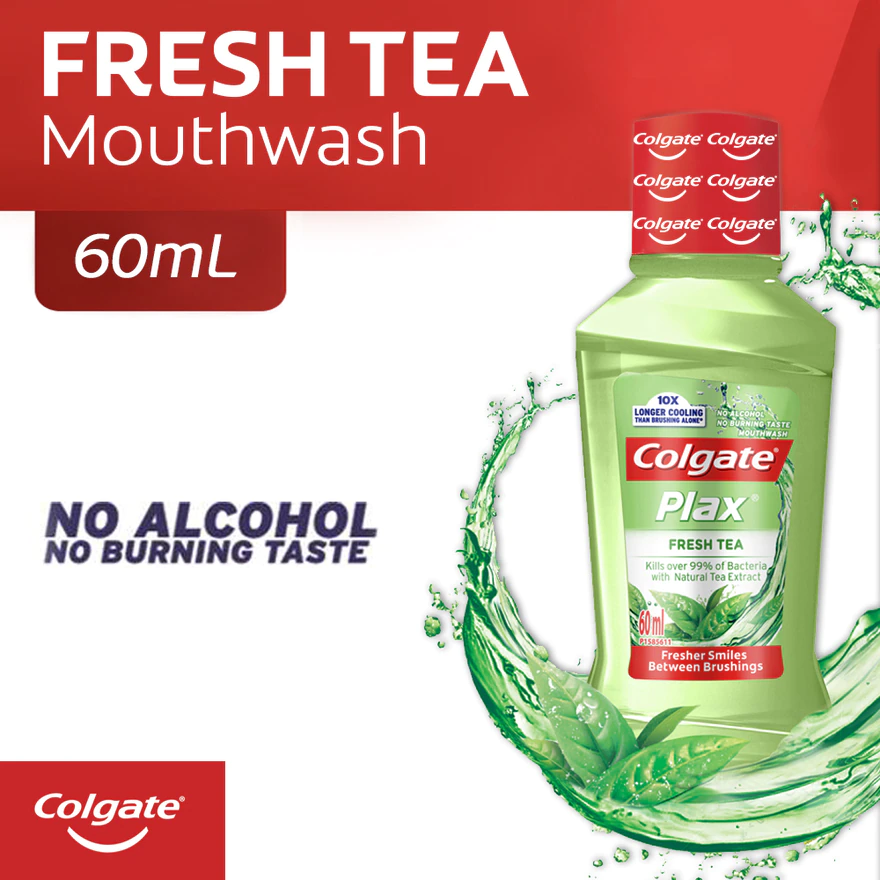 FRESH TEA
Mouthwash
60mL
NO ALCOHOL
NO BURNING TASTE
Colgate®
Colgate® Colgate®
Colgate® Colgate®
Colgate® Colgate®
10X
LONGER COOLING
THAN BRUSHING ALONE*
NO ALCOHOL
NO BURNING TASTE
MOUTHWASH
Colgate®
Plax®
FRESH TEA
Kills over 99% of Bacteria
with Natural Tea Extract
60 ml
P1585611
Fresher Smiles
Between Brushings